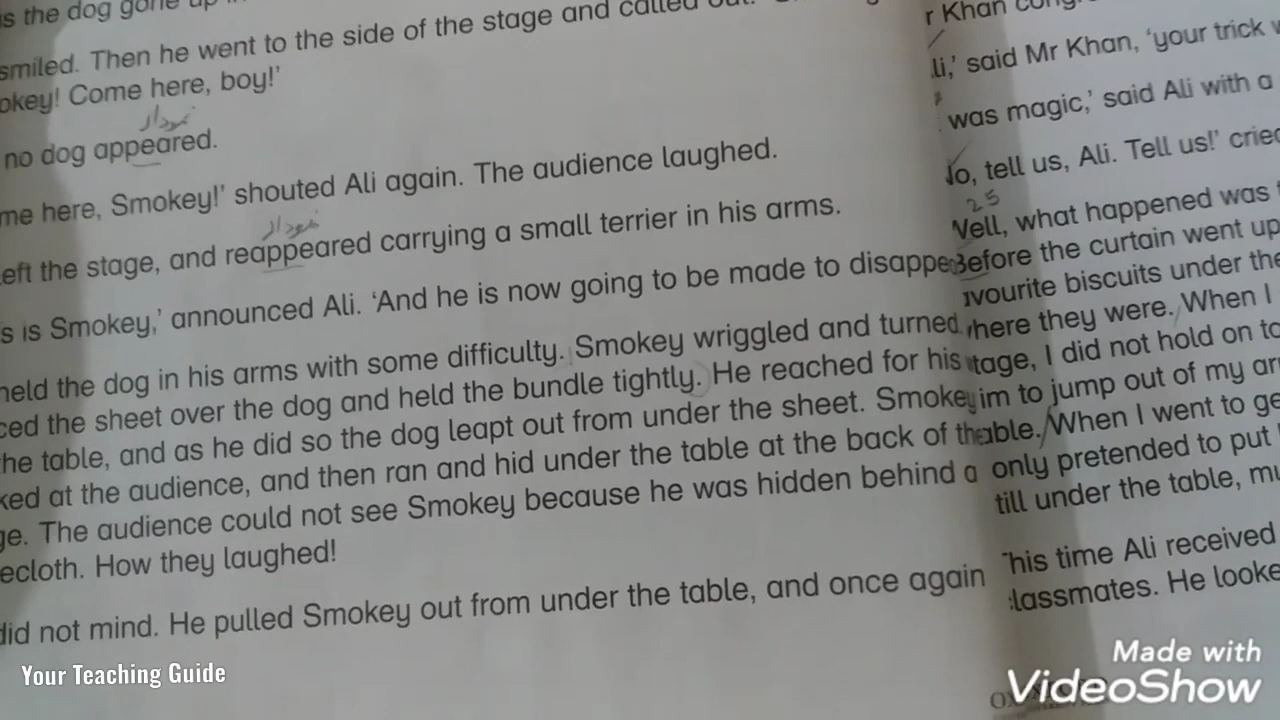 the dog gone up
smiled. Then he went to the side of the stage and called out:
okey! Come here, boy!'
نمودار
no dog appeared.
me here, Smokey!' shouted Ali again. The audience laughed.
نمودار
left the stage, and reappeared carrying a small terrier in his arms.
s is Smokey,' announced Ali. 'And he is now going to be made to disappe
held the dog in his arms with some difficulty. Smokey wriggled and turned.
ced the sheet over the dog and held the bundle tightly. He reached for his
he table, and as he did so the dog leapt out from under the sheet. Smokey
ked at the audience, and then ran and hid under the table at the back of th
ge. The audience could not see Smokey because he was hidden behind a
ecloth. How they laughed!
did not mind. He pulled Smokey out from under the table, and once again
r Khan
li,' said Mr Khan, 'your trick
was magic,' said Ali with a
No, tell us, Ali. Tell us!' cried
25
Well, what happened was
Before the curtain went up
avourite biscuits under the
where they were. When I
stage, I did not hold on to
him to jump out of my
table. When I went to
only pretended to put
till under the table,
This time Ali received
classmates. He looke
Your Teaching Guide
Made with
VideoShow